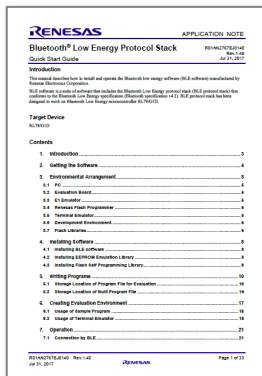 RENESAS
APPLICATION NOTE
Bluetooth® Low Energy Protocol Stack
Quick Start Guide
R01AN2767EJ0140
Rev.1.40
Jul 31, 2017
Introduction
This manual describes how to install and operate the Bluetooth low energy software (BLE software) manufactured by
Renesas Electronics Corporation.
BLE software is a suite of software that includes the Bluetooth Low Energy protocol stack (BLE protocol stack) that
conforms to the Bluetooth Low Energy specification (Bluetooth specification v4.2). BLE protocol stack has been
designed to work on Bluetooth Low Energy microcontroller RL78/G1D.
Target Device
RL78/G1D
Contents
1. Introduction 3
2. Getting the Software 4
3. Environmental Arrangement 5
3.1 PC 5
3.2 Evaluation Board 5
3.3 E1 Emulator 5
3.4 Renesas Flash Programmer 5
3.5 Terminal Emulator 5
3.6 Development Environment 5
3.7 Flash Libraries 6
4. Installing Software 8
4.1 Installing BLE software 8
4.2 Installing EEPROM Emulation Library 8
4.3 Installing Flash Self Programming Library 9
5. Writing Programs 10
5.1 Storage Location of Program File for Evaluation 16
5.2 Storage Location of Built Program File 16
6. Creating Evaluation Environment 17
6.1 Usage of Sample Program 18
6.2 Usage of Terminal Emulator 19
7. Operation 21
7.1 Connection by BLE 21
R01AN2767EJ0140 Rev.1.40
Jul 31, 2017
RENESAS
Page 1 of 33